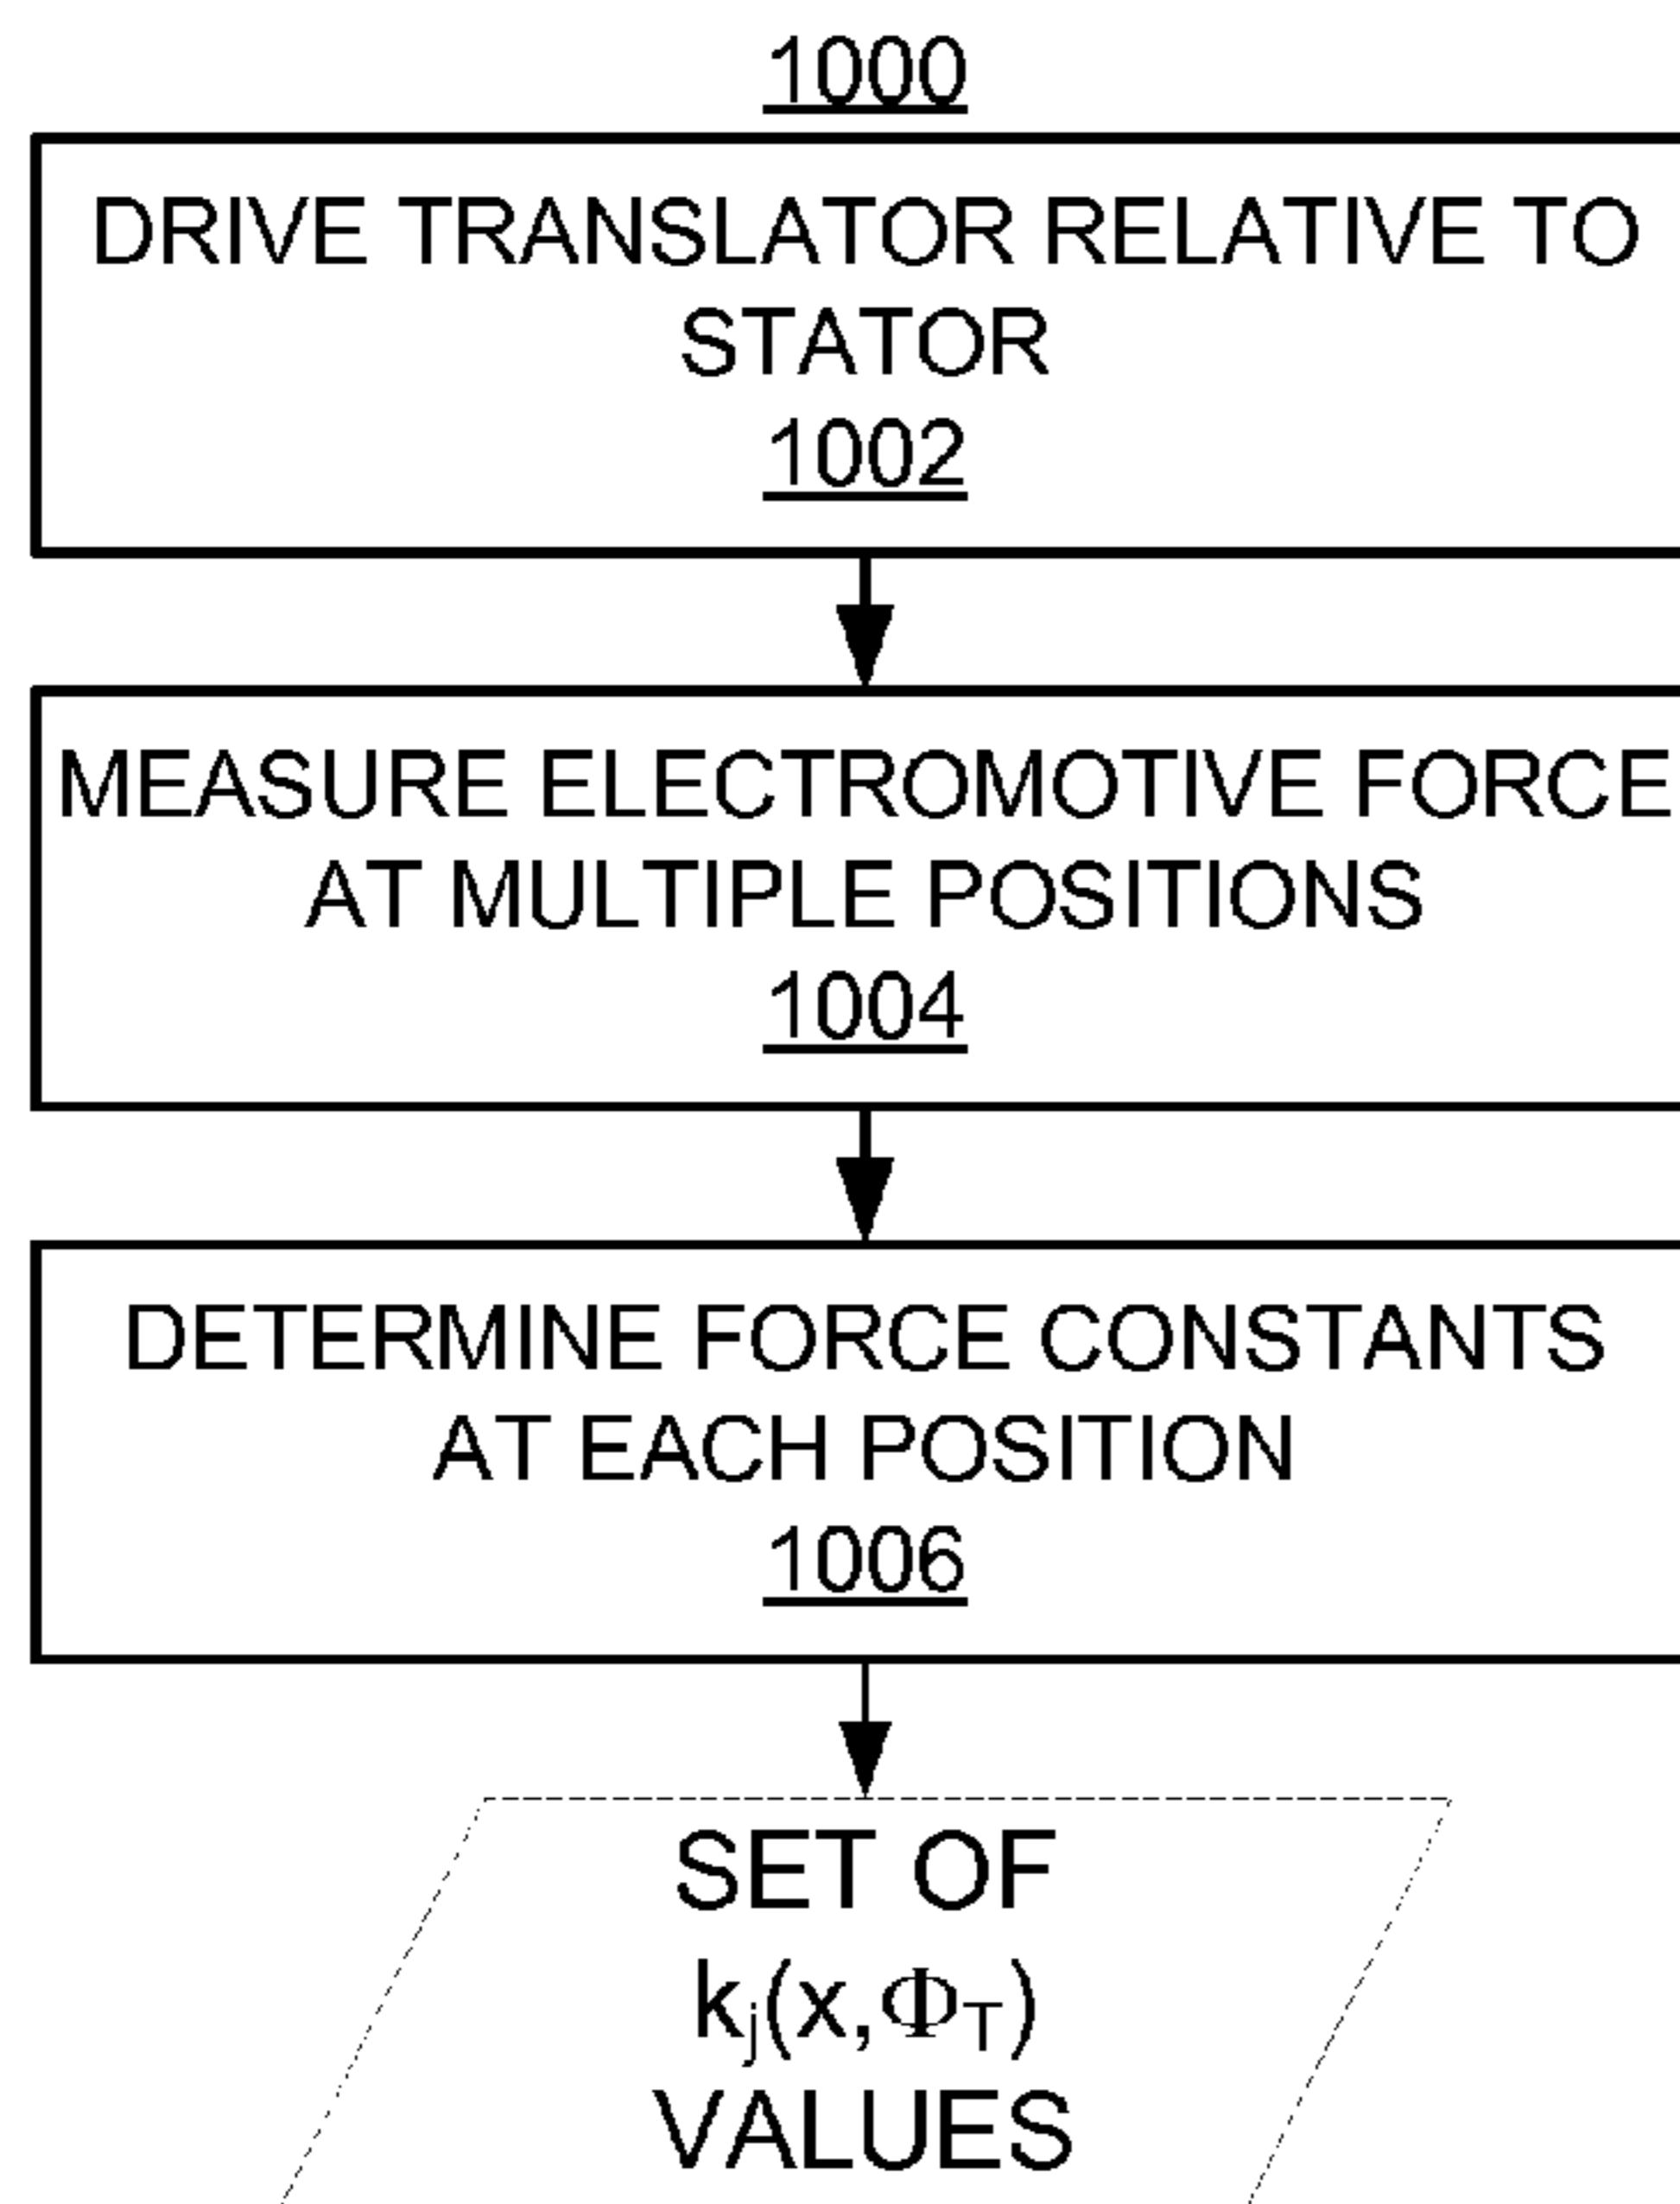 1000
DRIVE TRANSLATOR RELATIVE TO
STATOR
1002
MEASURE ELECTROMOTIVE FORCE
AT MULTIPLE POSITIONS
1004
DETERMINE FORCE CONSTANTS
AT EACH POSITION
1006
SET OF
kj(x,ΦT)
VALUES